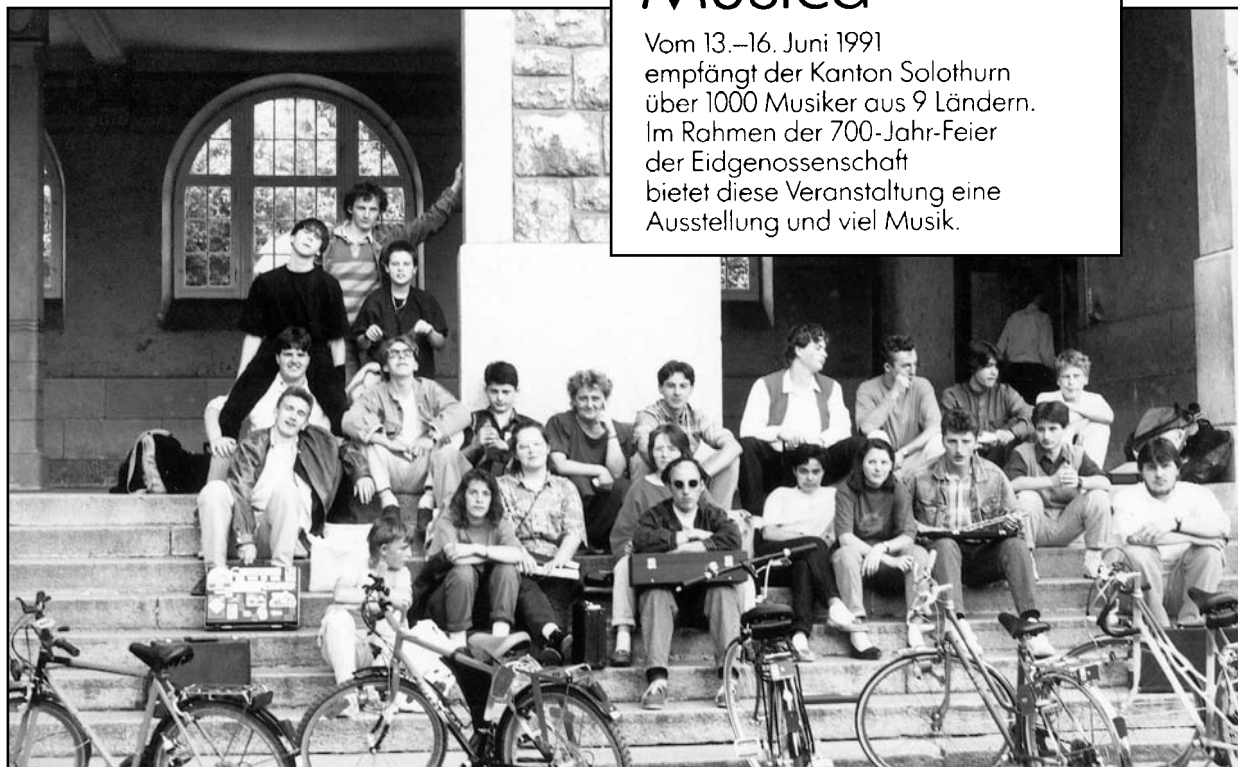 Musica
Vom 13.–16. Juni 1991
empfängt der Kanton Solothurn
über 1000 Musiker aus 9 Ländern.
Im Rahmen der 700-Jahr-Feier
der Eidgenossenschaft
bietet diese Veranstaltung eine
Ausstellung und viel Musik.